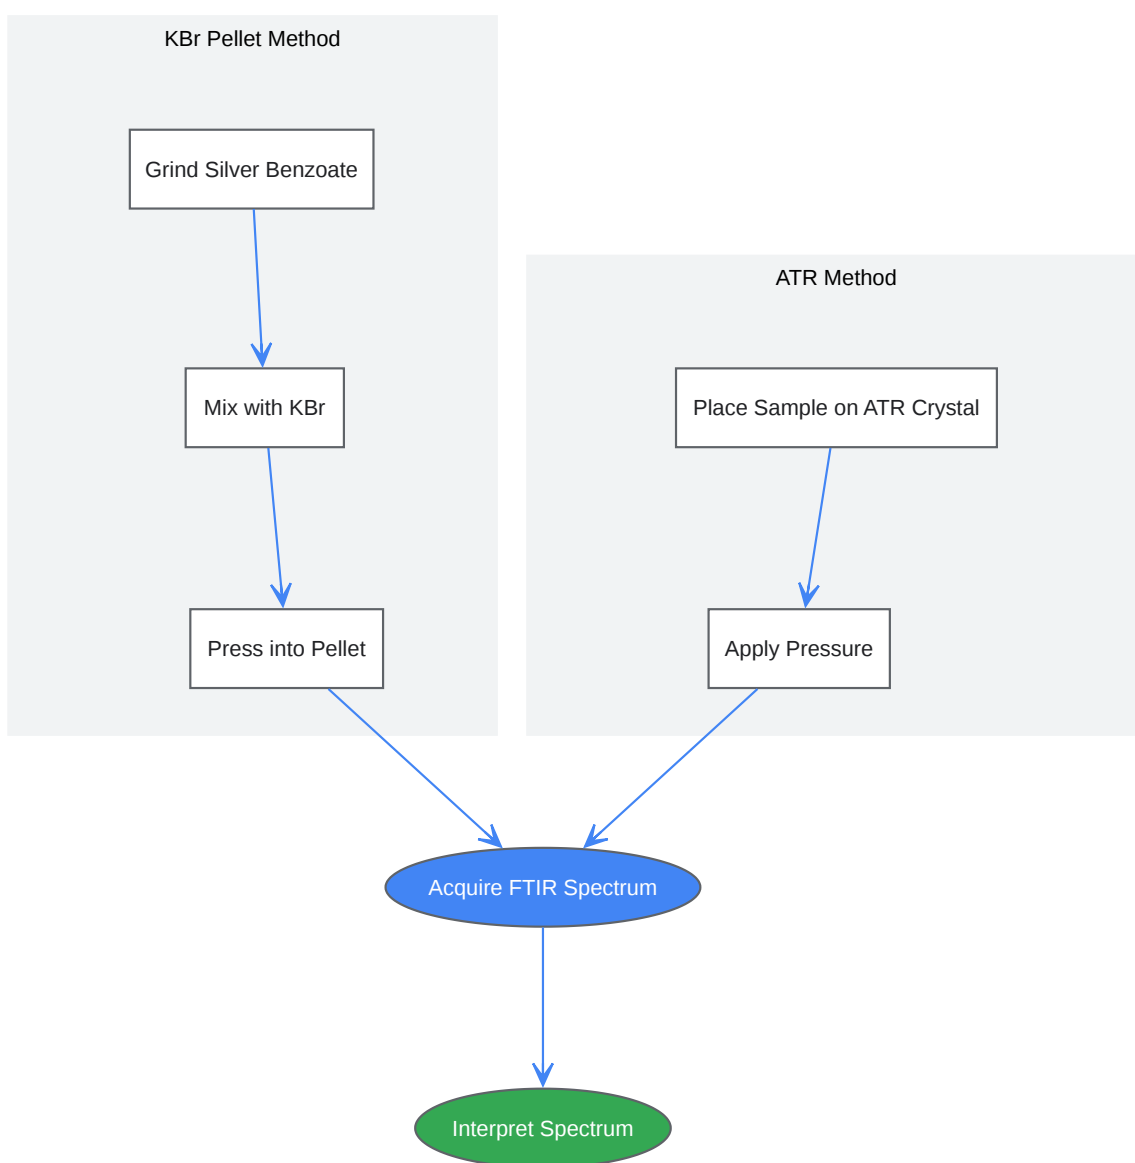 KBr Pellet Method
Grind Silver Benzoate
Mix with KBr
Press into Pellet
ATR Method
Place Sample on ATR Crystal
Apply Pressure
Acquire FTIR Spectrum
Interpret Spectrum